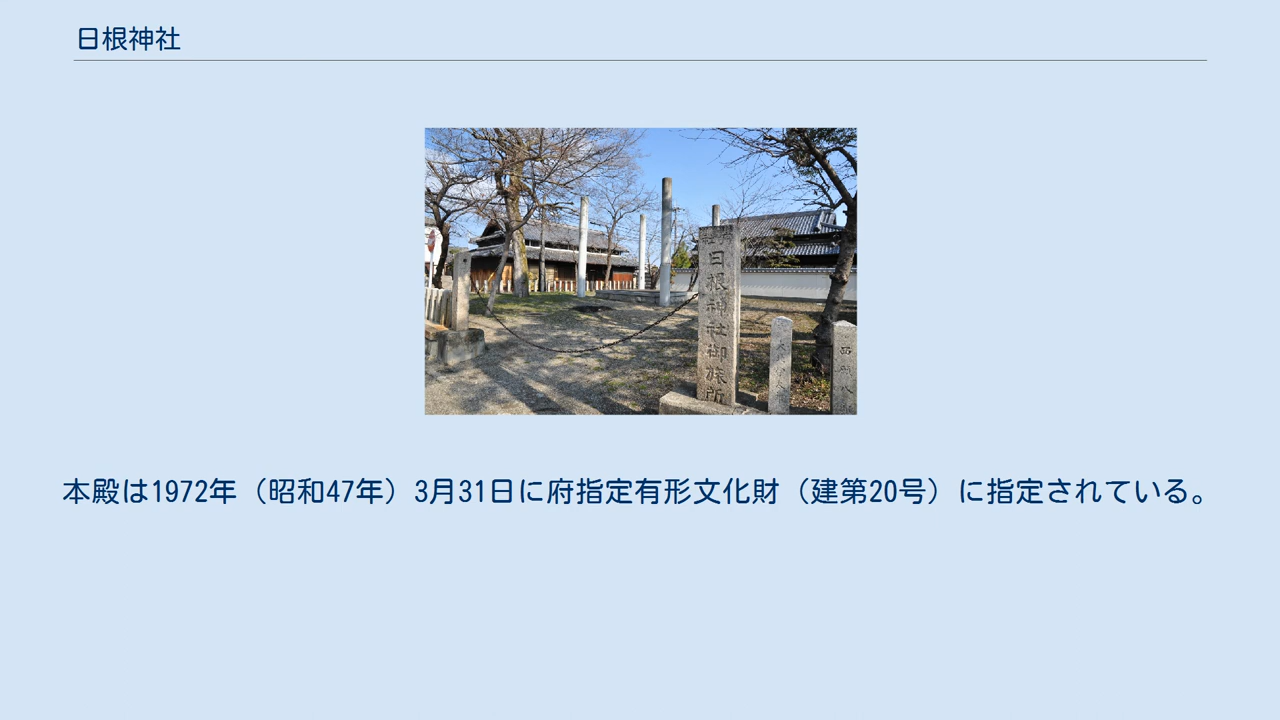 日根神社
日根神社御旅所
本殿は1972年（昭和47年）3月31日に府指定有形文化財（建第20号）に指定されている。